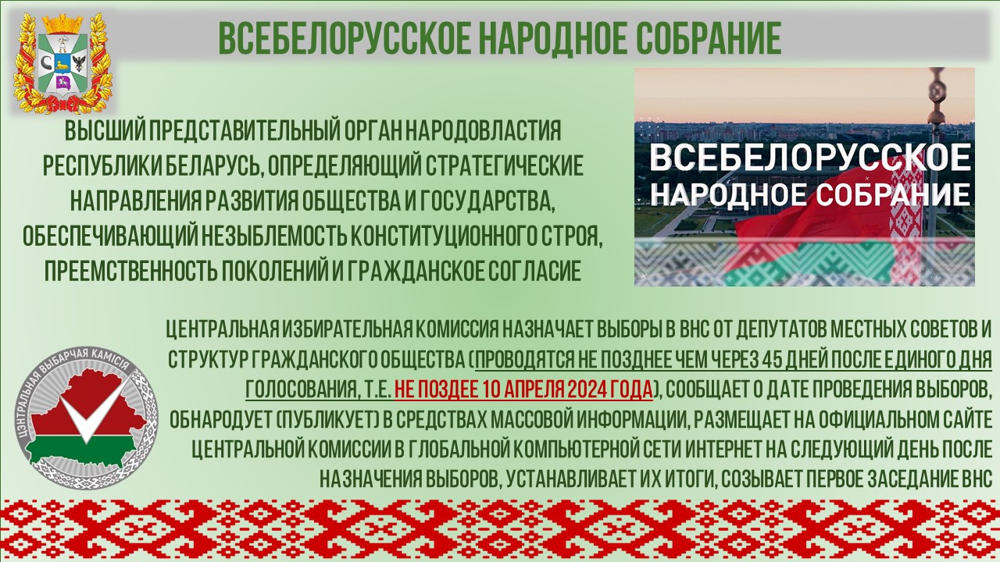 ВСЕБЕЛОРУССКОЕ НАРОДНОЕ СОБРАНИЕ
ВЫСШИЙ ПРЕДСТАВИТЕЛЬНЫЙ ОРГАН НАРОДОВЛАСТИЯ
РЕСПУБЛИКИ БЕЛАРУСЬ, ОПРЕДЕЛЯЮЩИЙ СТРАТЕГИЧЕСКИЕ
НАПРАВЛЕНИЯ РАЗВИТИЯ ОБЩЕСТВА И ГОСУДАРСТВА,
ОБЕСПЕЧИВАЮЩИЙ НЕЗЫБЛЕМОСТЬ КОНСТИТУЦИОННОГО СТРОЯ,
ПРЕЕМСТВЕННОСТЬ ПОКОЛЕНИЙ И ГРАЖДАНСКОЕ СОГЛАСИЕ
ВСЕБЕЛОРУССКОЕ
НАРОДНОЕ СОБРАНИЕ
ЦЭНТРАЛЬНАЯ ВЫБАРЧАЯ КАМІСІЯ
ЦЕНТРАЛЬНАЯ ИЗБИРАТЕЛЬНАЯ КОМИССИЯ НАЗНАЧАЕТ ВЫБОРЫ В ВНС ОТ ДЕПУТАТОВ МЕСТНЫХ СОВЕТОВ И
СТРУКТУР ГРАЖДАНСКОГО ОБЩЕСТВА (ПРОВОДЯТСЯ НЕ ПОЗДНЕЕ ЧЕМ ЧЕРЕЗ 45 ДНЕЙ ПОСЛЕ ЕДИНОГО ДНЯ
ГОЛОСОВАНИЯ, Т.Е. НЕ ПОЗДЕЕ 10 АПРЕЛЯ 2024 ГОДА), СООБЩАЕТ О ДАТЕ ПРОВЕДЕНИЯ ВЫБОРОВ,
ОБНАРОДУЕТ (ПУБЛИКУЕТ) В СРЕДСТВАХ МАССОВОЙ ИНФОРМАЦИИ, РАЗМЕЩАЕТ НА ОФИЦИАЛЬНОМ САЙТЕ
ЦЕНТРАЛЬНОЙ КОМИССИИ В ГЛОБАЛЬНОЙ КОМПЬЮТЕРНОЙ СЕТИ ИНТЕРНЕТ НА СЛЕДУЮЩИЙ ДЕНЬ ПОСЛЕ
НАЗНАЧЕНИЯ ВЫБОРОВ, УСТАНАВЛИВАЕТ ИХ ИТОГИ, СОЗЫВАЕТ ПЕРВОЕ ЗАСЕДАНИЕ ВНС